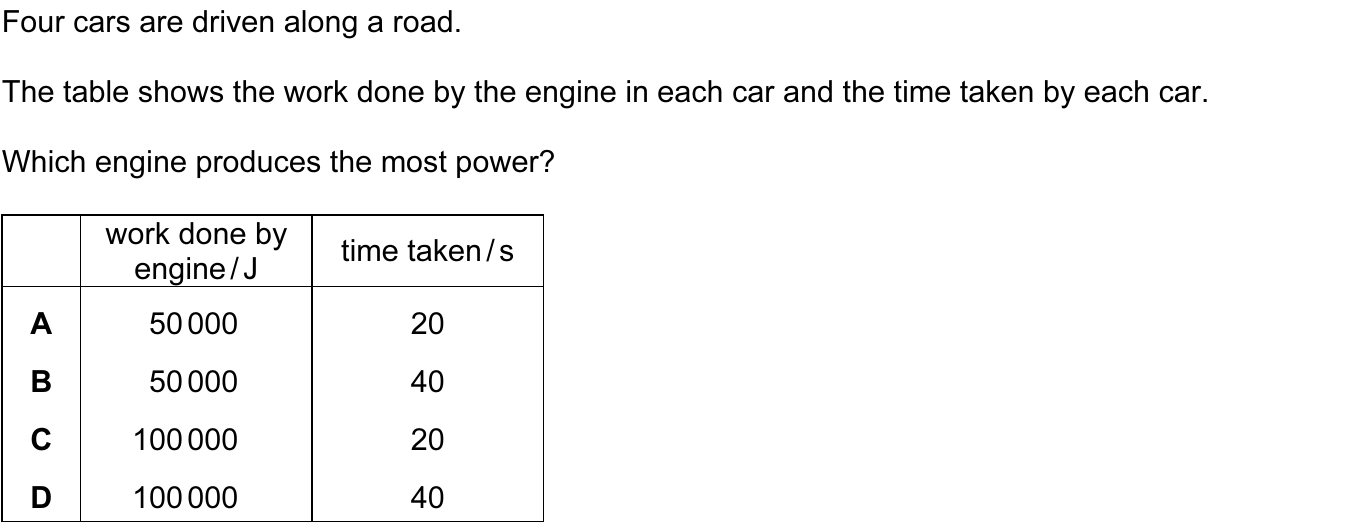 Four cars are driven along a road.
The table shows the work done by the engine in each car and the time taken by each car.
Which engine produces the most power?
work done by
engine / J
time taken / s
A 50 000 20
B 50 000 40
C 100 000 20
D 100 000 40